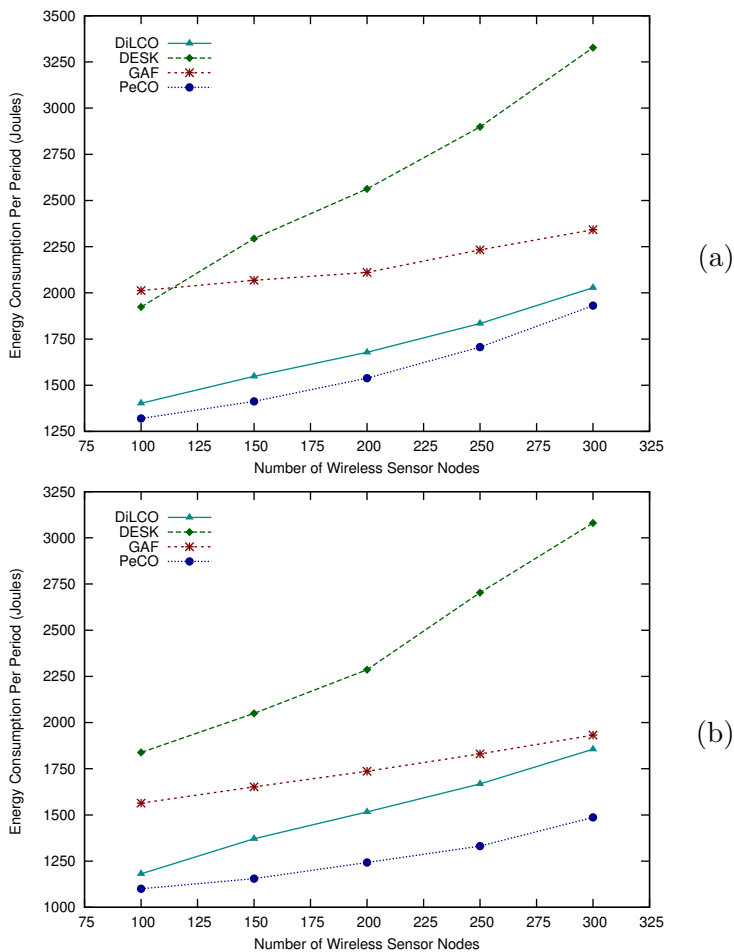 3500
3250
3000
2750
2500
2250
2000
1750
1500
1250
Energy Consumption Per Period (Joules)
DiLCO
DESK
GAF
PeCO
75 100 125 150 175 200 225 250 275 300 325
Number of Wireless Sensor Nodes
(a)
3250
3000
2750
2500
2250
2000
1750
1500
1250
1000
Energy Consumption Per Period (Joules)
DiLCO
DESK
GAF
PeCO
75 100 125 150 175 200 225 250 275 300 325
Number of Wireless Sensor Nodes
(b)